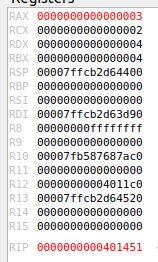 Registers
RAX 0000000000000003
RCX 0000000000000002
RDX 0000000000000004
RBX 0000000000000004
RSP 00007ffcb2d64400
RBP 0000000000000000
RSI 0000000000000000
RDI 00007ffcb2d63d90
R8 00000000ffffffff
R9 0000000000000000
R10 00007fb587687ac0
R11 0000000000000000
R12 00000000004011c0
R13 00007ffcb2d64520
R14 0000000000000000
R15 0000000000000000
RIP 0000000000401451